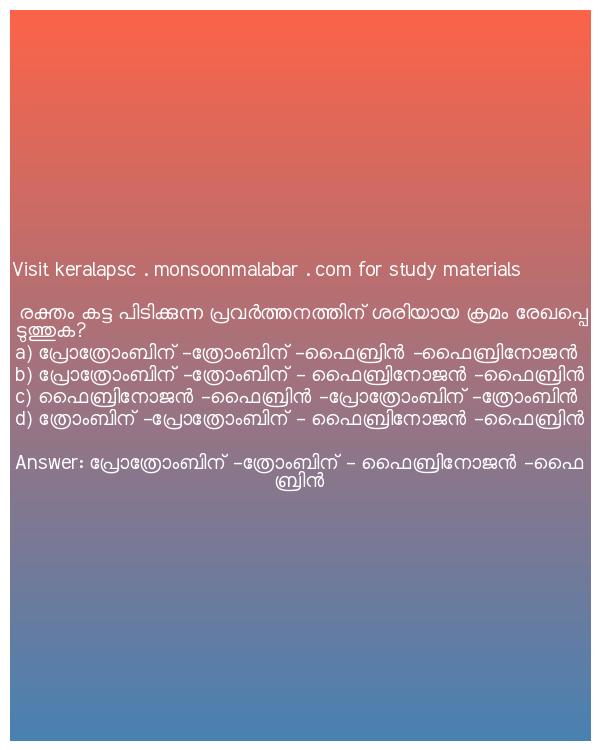 Visit keralapsc . monsoonmalabar . com for study materials
രക്തം കട്ട പിടിക്കുന്ന പ്രവർത്തനത്തിന് ശരിയായ ക്രമം രേഖപ്പെ
ടുത്തുക?
a) പ്രോത്രോംബിന് -ത്രോംബിന് -ഫൈബ്രിൻ -ഫൈബ്രിനോജൻ
b) പ്രോത്രോംബിന് -ത്രോംബിന് - ഫൈബ്രിനോജൻ -ഫൈബ്രിൻ
c) ഫൈബ്രിനോജൻ -ഫൈബ്രിൻ -പ്രോത്രോംബിന് -ത്രോംബിൻ
d) ത്രോംബിന് -പ്രോത്രോംബിന് - ഫൈബ്രിനോജൻ -ഫൈബ്രിൻ
Answer: പ്രോത്രോംബിന് -ത്രോംബിന് - ഫൈബ്രിനോജൻ -ഫൈ
ബ്രിൻ